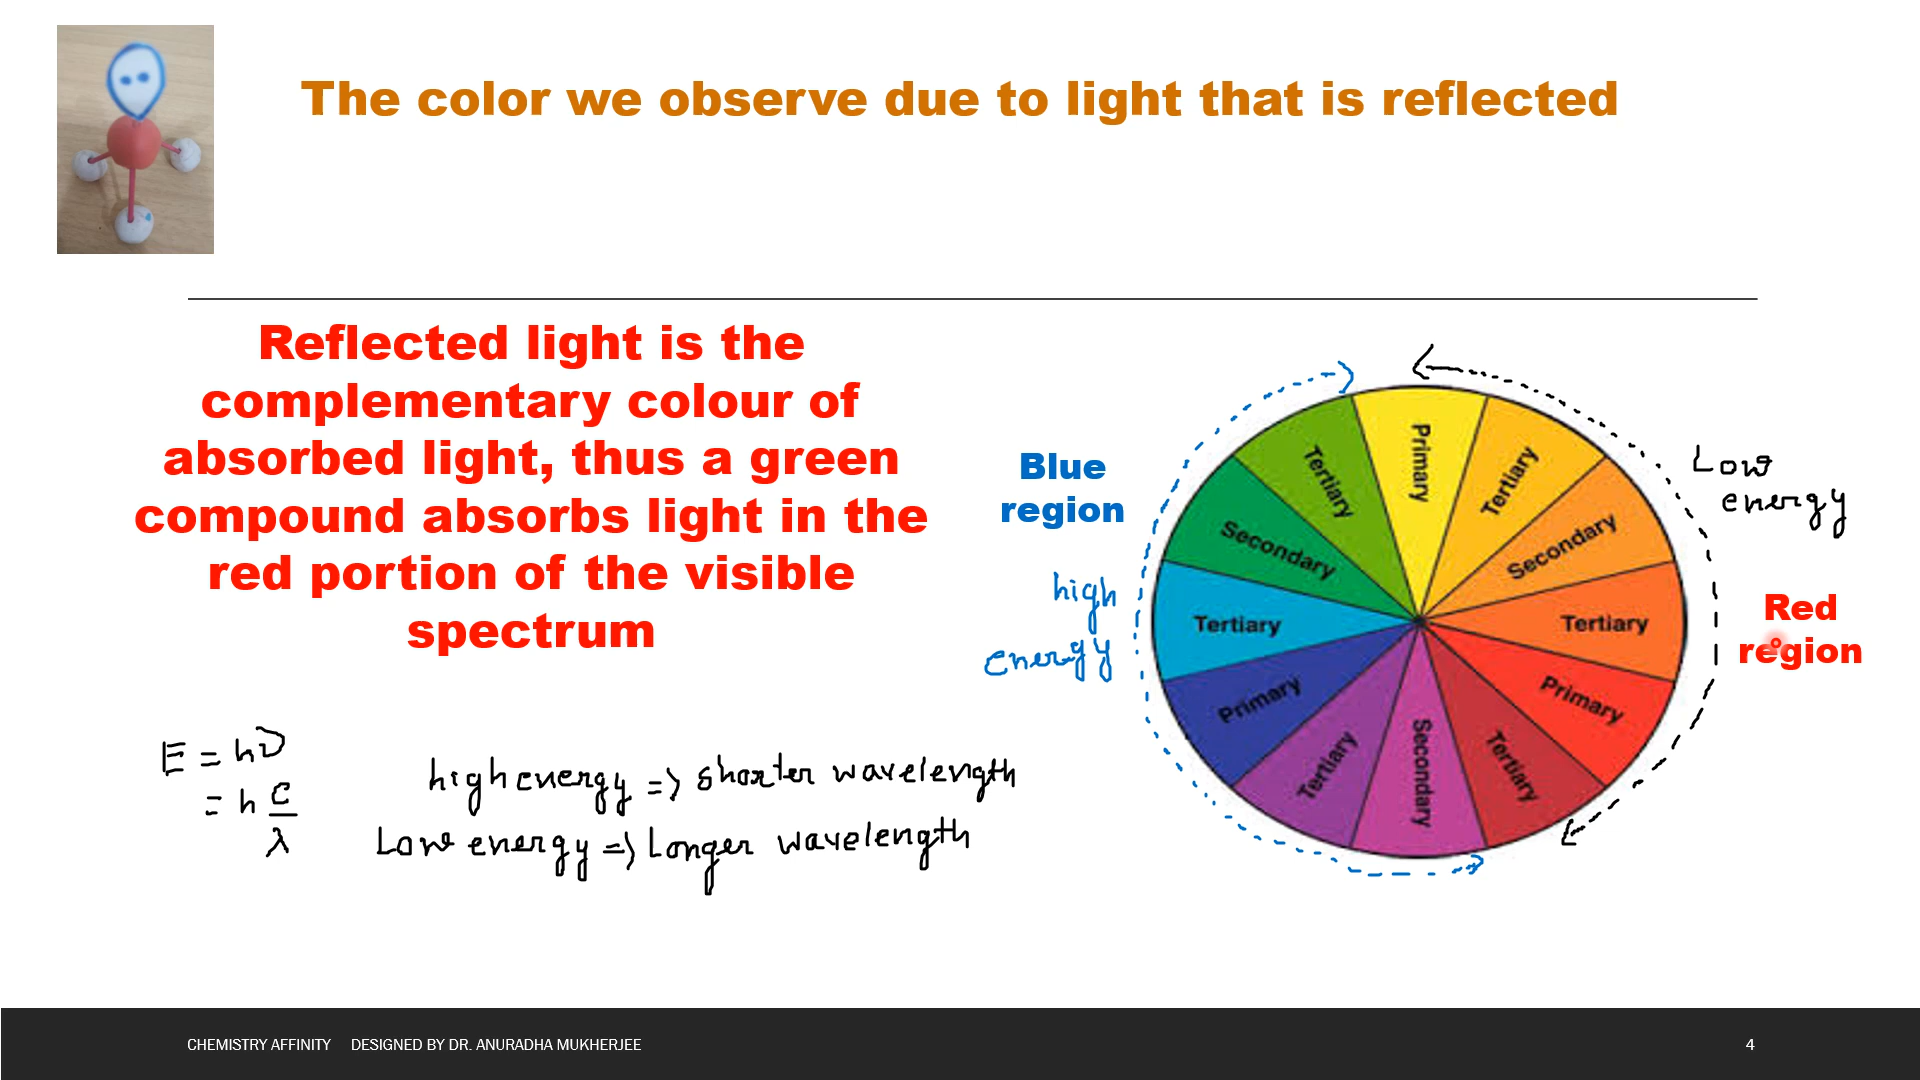 The color we observe due to light that is reflected
Reflected light is the
complementary colour of
absorbed light, thus a green
compound absorbs light in the
red portion of the visible
spectrum
E = hν
= h c/λ
high energy => shorter wavelength
Low energy => Longer wavelength
Blue
region
high
energy
Low
energy
Red
region
Primary
Tertiary
Secondary
Tertiary
Primary
Tertiary
Secondary
Tertiary
Primary
Tertiary
Secondary
Tertiary
CHEMISTRY AFFINITY DESIGNED BY DR. ANURADHA MUKHERJEE
4